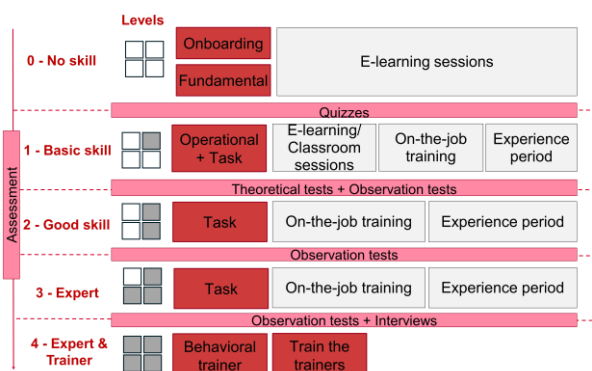 Levels
0 - No skill
Onboarding
Fundamental
E-learning sessions
Quizzes
Assessment
1 - Basic skill
Operational
+ Task
E-learning/
Classroom
sessions
On-the-job
training
Experience
period
Theoretical tests + Observation tests
2 - Good skill
Task
On-the-job training
Experience period
Observation tests
3 - Expert
Task
On-the-job training
Experience period
Observation tests + Interviews
4 - Expert &
Trainer
Behavioral
trainer
Train the
trainers